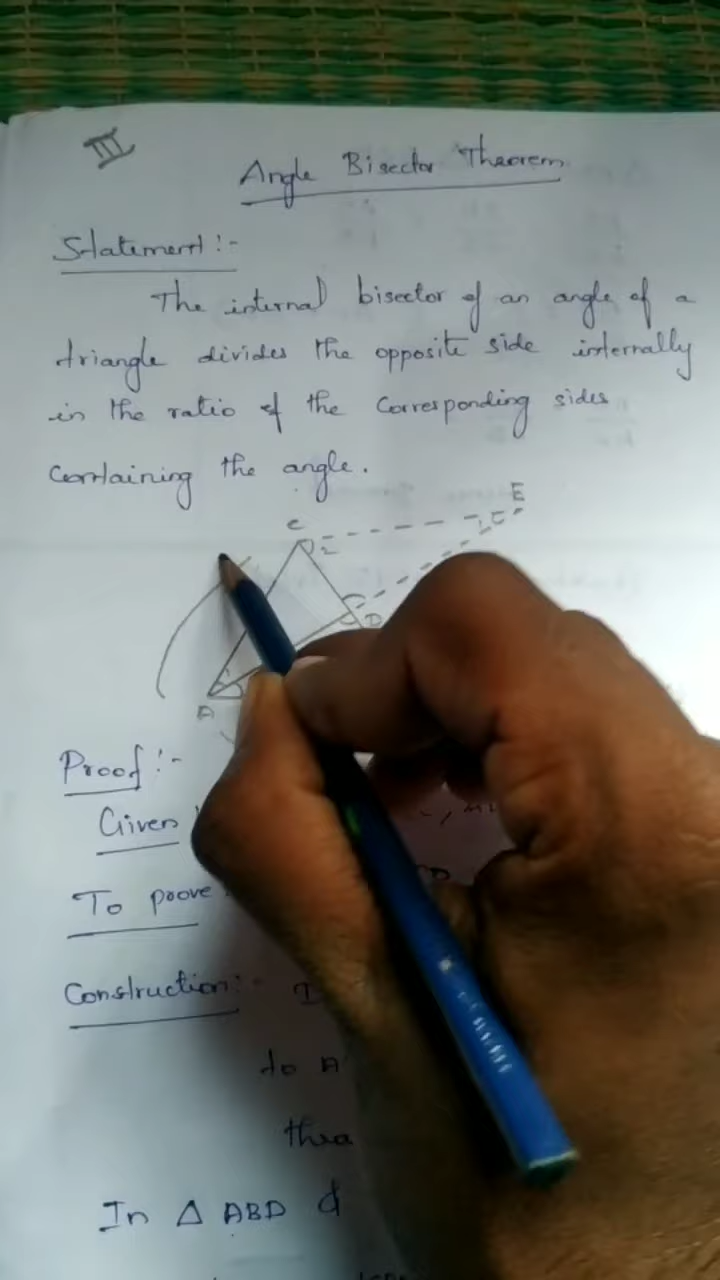 III
Angle Bisector Theorem
Statement :-
The internal bisector of an angle of a
triangle divides the opposite side internally
in the ratio of the corresponding sides
containing the angle.
E
C
D
A
Proof :-
Given
To prove
Construction:-
to A
In △ ABD &